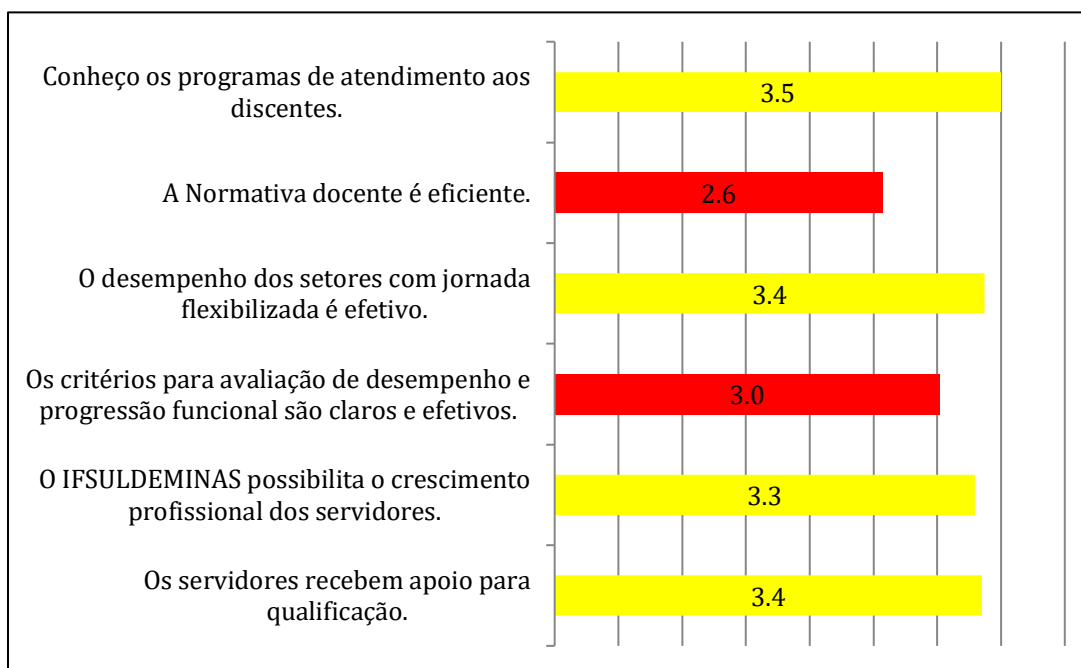 Conheço os programas de atendimento aos
discentes.
3.5
A Normativa docente é eficiente.
2.6
O desempenho dos setores com jornada
flexibilizada é efetivo.
3.4
Os critérios para avaliação de desempenho e
progressão funcional são claros e efetivos.
3.0
O IFSULDEMINAS possibilita o crescimento
profissional dos servidores.
3.3
Os servidores recebem apoio para
qualificação.
3.4